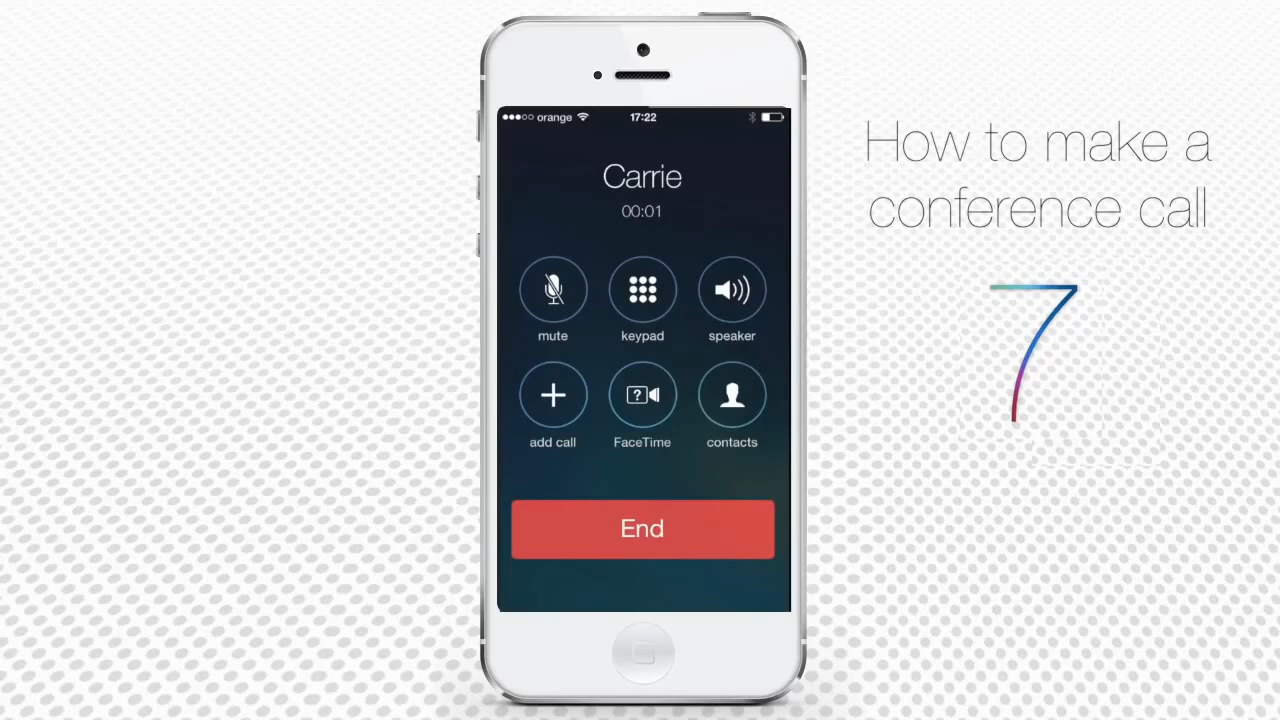 orange 17:22
Carrie
00:01
mute keypad speaker
add call FaceTime contacts
End
How to make a
conference call
7